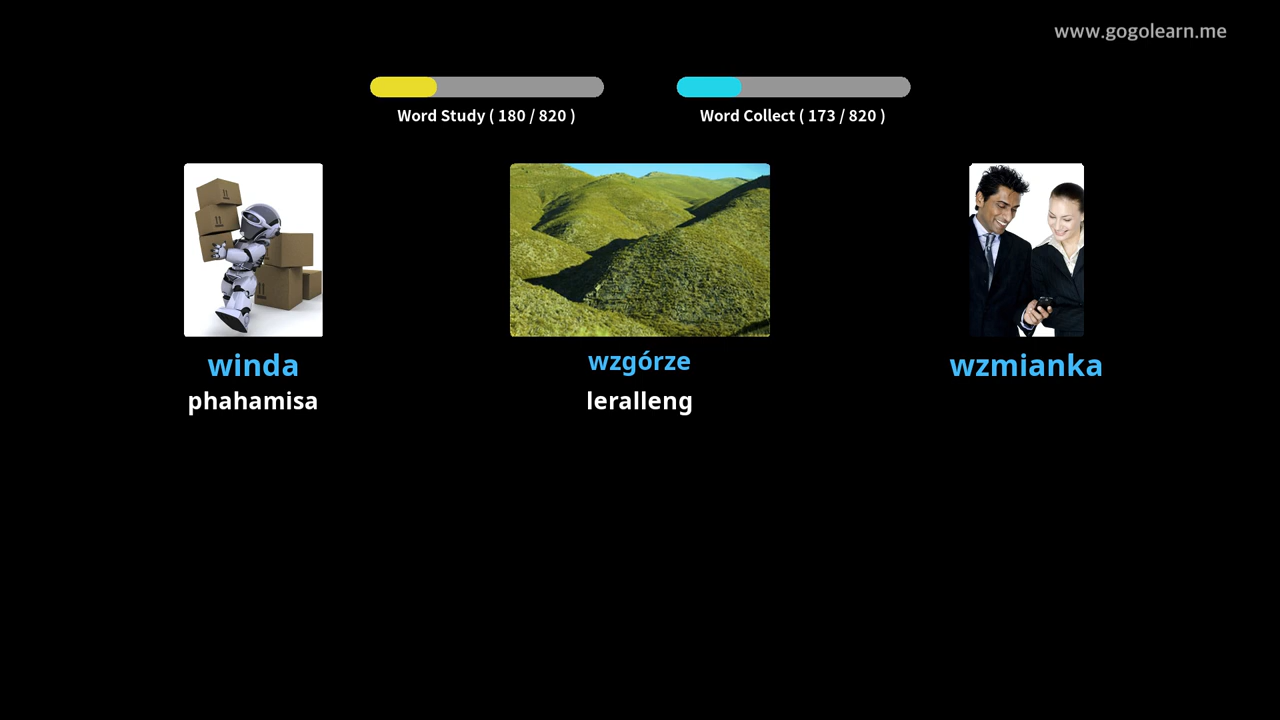 www.gogolearn.me
Word Study ( 180 / 820 )
Word Collect ( 173 / 820 )
winda
wzgórze
wzmianka
phahamisa
leralleng